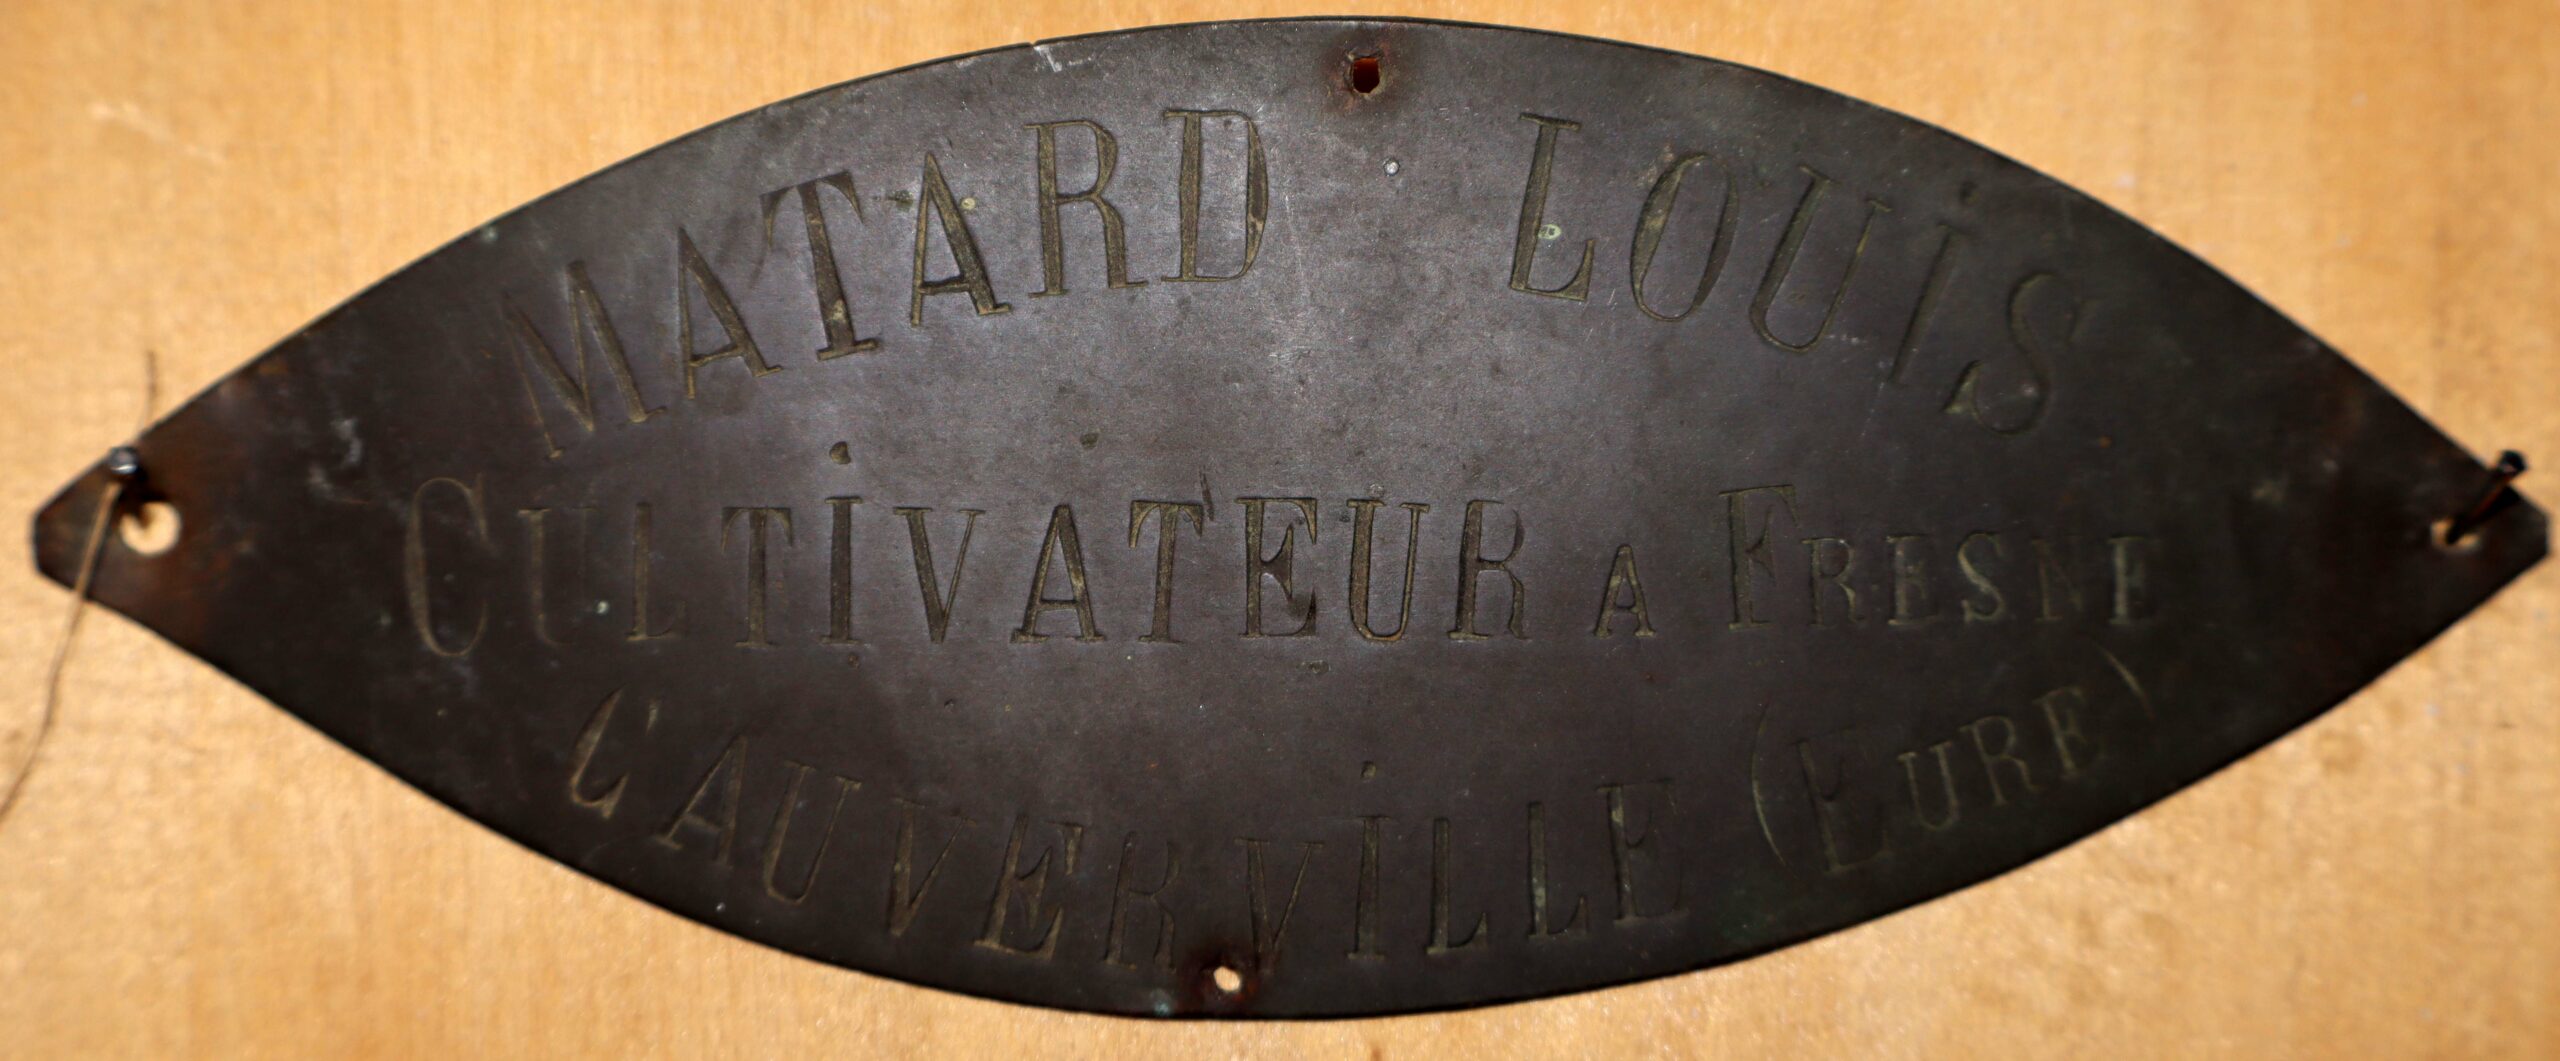 MATARD LOUiS
CULTiVATEUR A FRESNE
CAUVERViLLE (EURE)